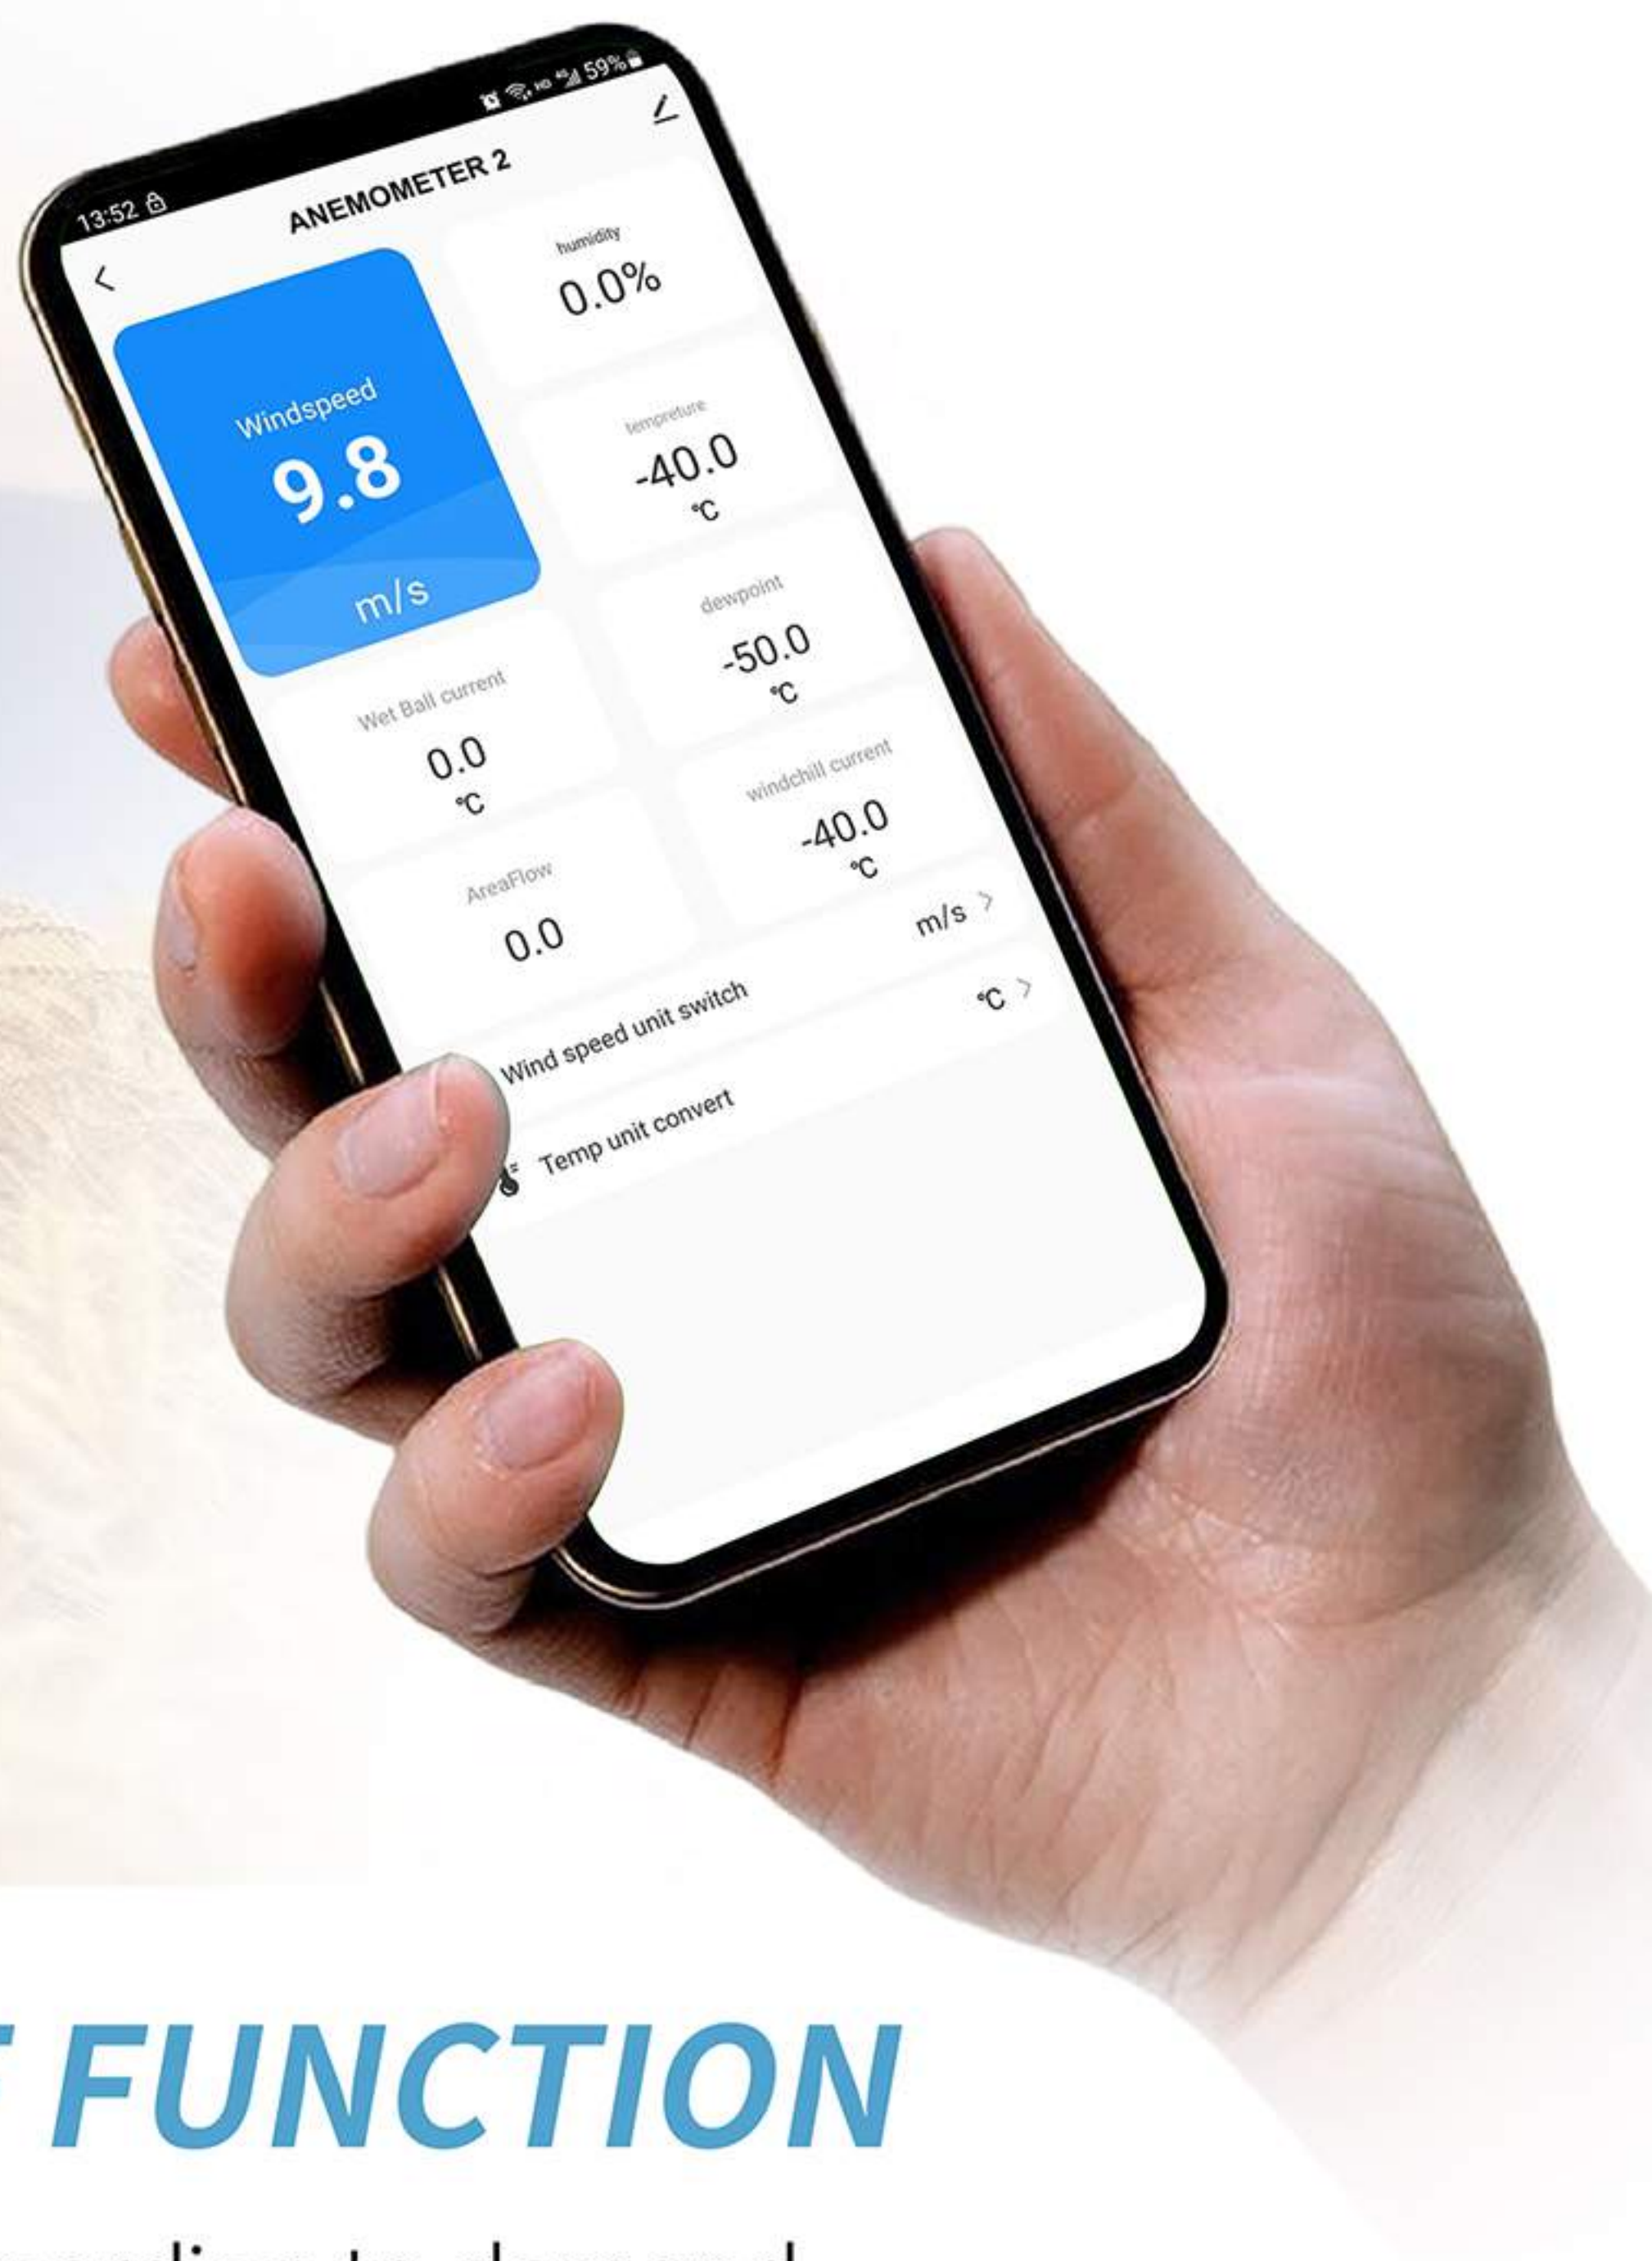 13:52
59%
ANEMOMETER 2
Windspeed
9.8
m/s
humidity
0.0%
tempreture
-40.0
℃
dewpoint
-50.0
℃
Wet Ball current
0.0
℃
windchill current
-40.0
℃
AreaFlow
0.0
Wind speed unit switch m/s
Temp unit convert ℃
FUNCTION